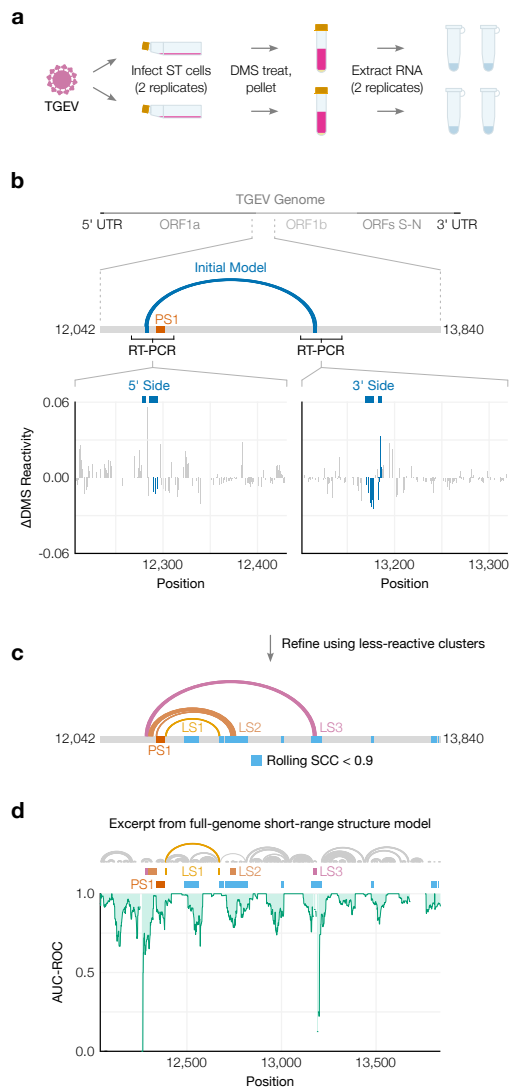 a
TGEV
Infect ST cells
(2 replicates)
DMS treat,
pellet
Extract RNA
(2 replicates)
b
TGEV Genome
5' UTR
ORF1a
ORF1b
ORFs S-N
3' UTR
Initial Model
12,042
PS1
13,840
RT-PCR
RT-PCR
5' Side
3' Side
0.06
0.00
-0.06
ΔDMS Reactivity
12,300
12,400
13,200
13,300
Position
Position
Refine using less-reactive clusters
c
12,042
LS1
LS2
LS3
13,840
PS1
Rolling SCC < 0.9
d
Excerpt from full-genome short-range structure model
LS1
LS2
LS3
PS1
1.0
0.5
0.0
AUC-ROC
12,500
13,000
13,500
Position